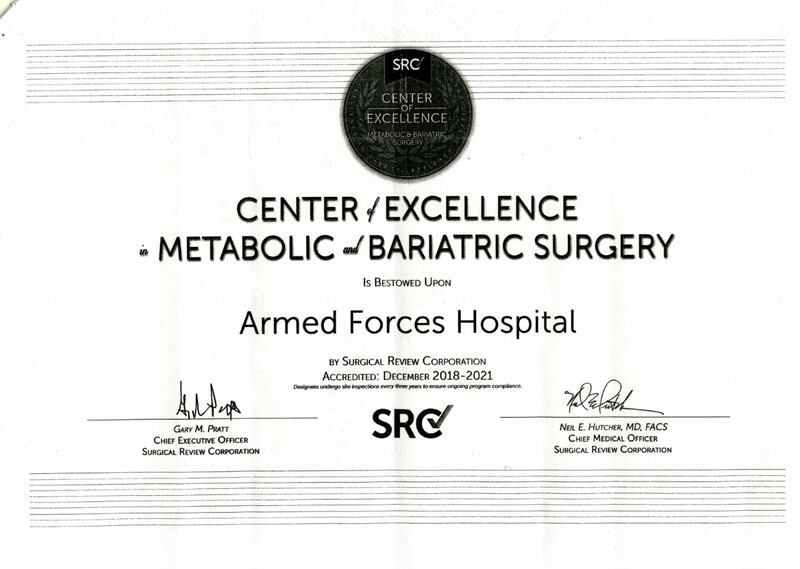 SRC
CENTER
OF
EXCELLENCE
METABOLIC & BARIATRIC
SURGERY
CENTER of EXCELLENCE
in METABOLIC and BARIATRIC SURGERY
IS BESTOWED UPON
Armed Forces Hospital
BY SURGICAL REVIEW CORPORATION
ACCREDITED: DECEMBER 2018-2021
Designees undergo site inspections every three years to ensure ongoing program compliance.
GARY M. PRATT
CHIEF EXECUTIVE OFFICER
SURGICAL REVIEW CORPORATION
SRC
NEIL E. HUTCHER, MD, FACS
CHIEF MEDICAL OFFICER
SURGICAL REVIEW CORPORATION